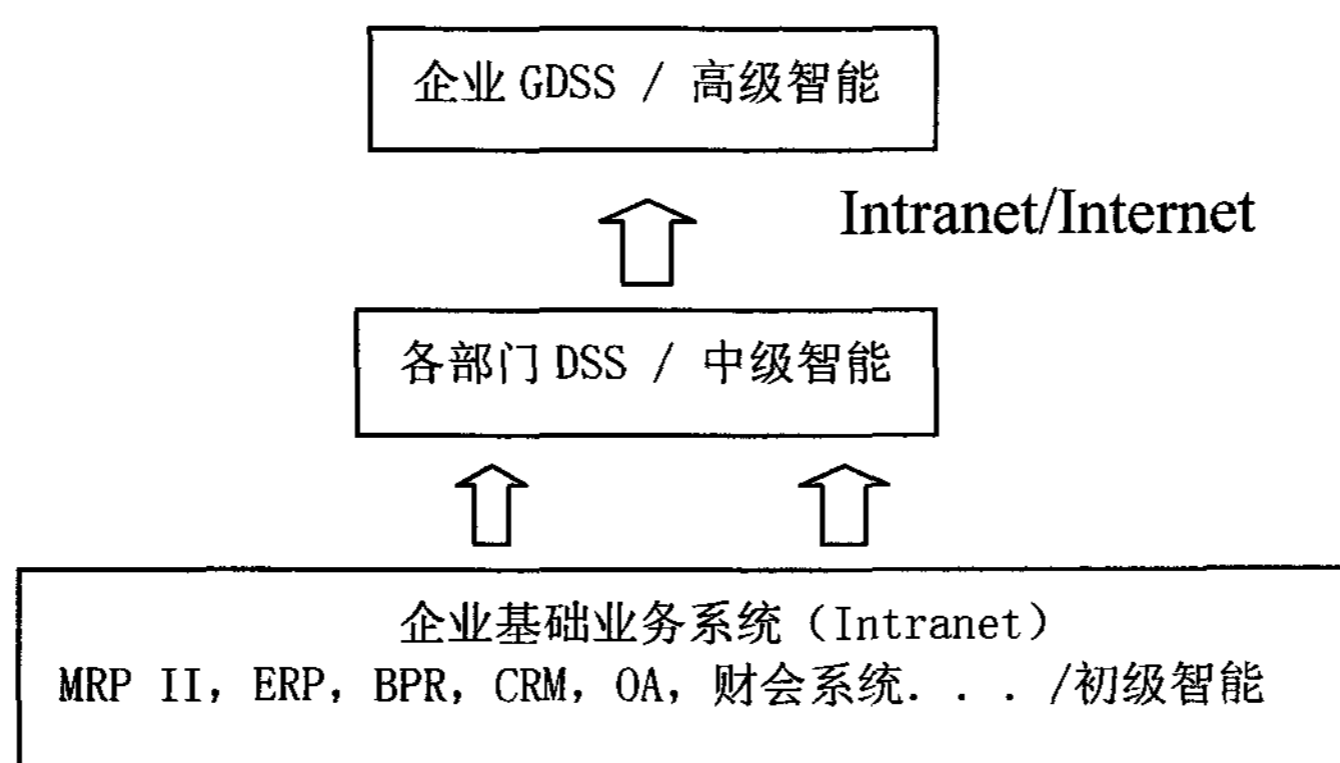 企业 GDSS / 高级智能
Intranet/Internet
各部门 DSS / 中级智能
企业基础业务系统（Intranet）
MRP II，ERP，BPR，CRM，OA，财会系统．．．/初级智能